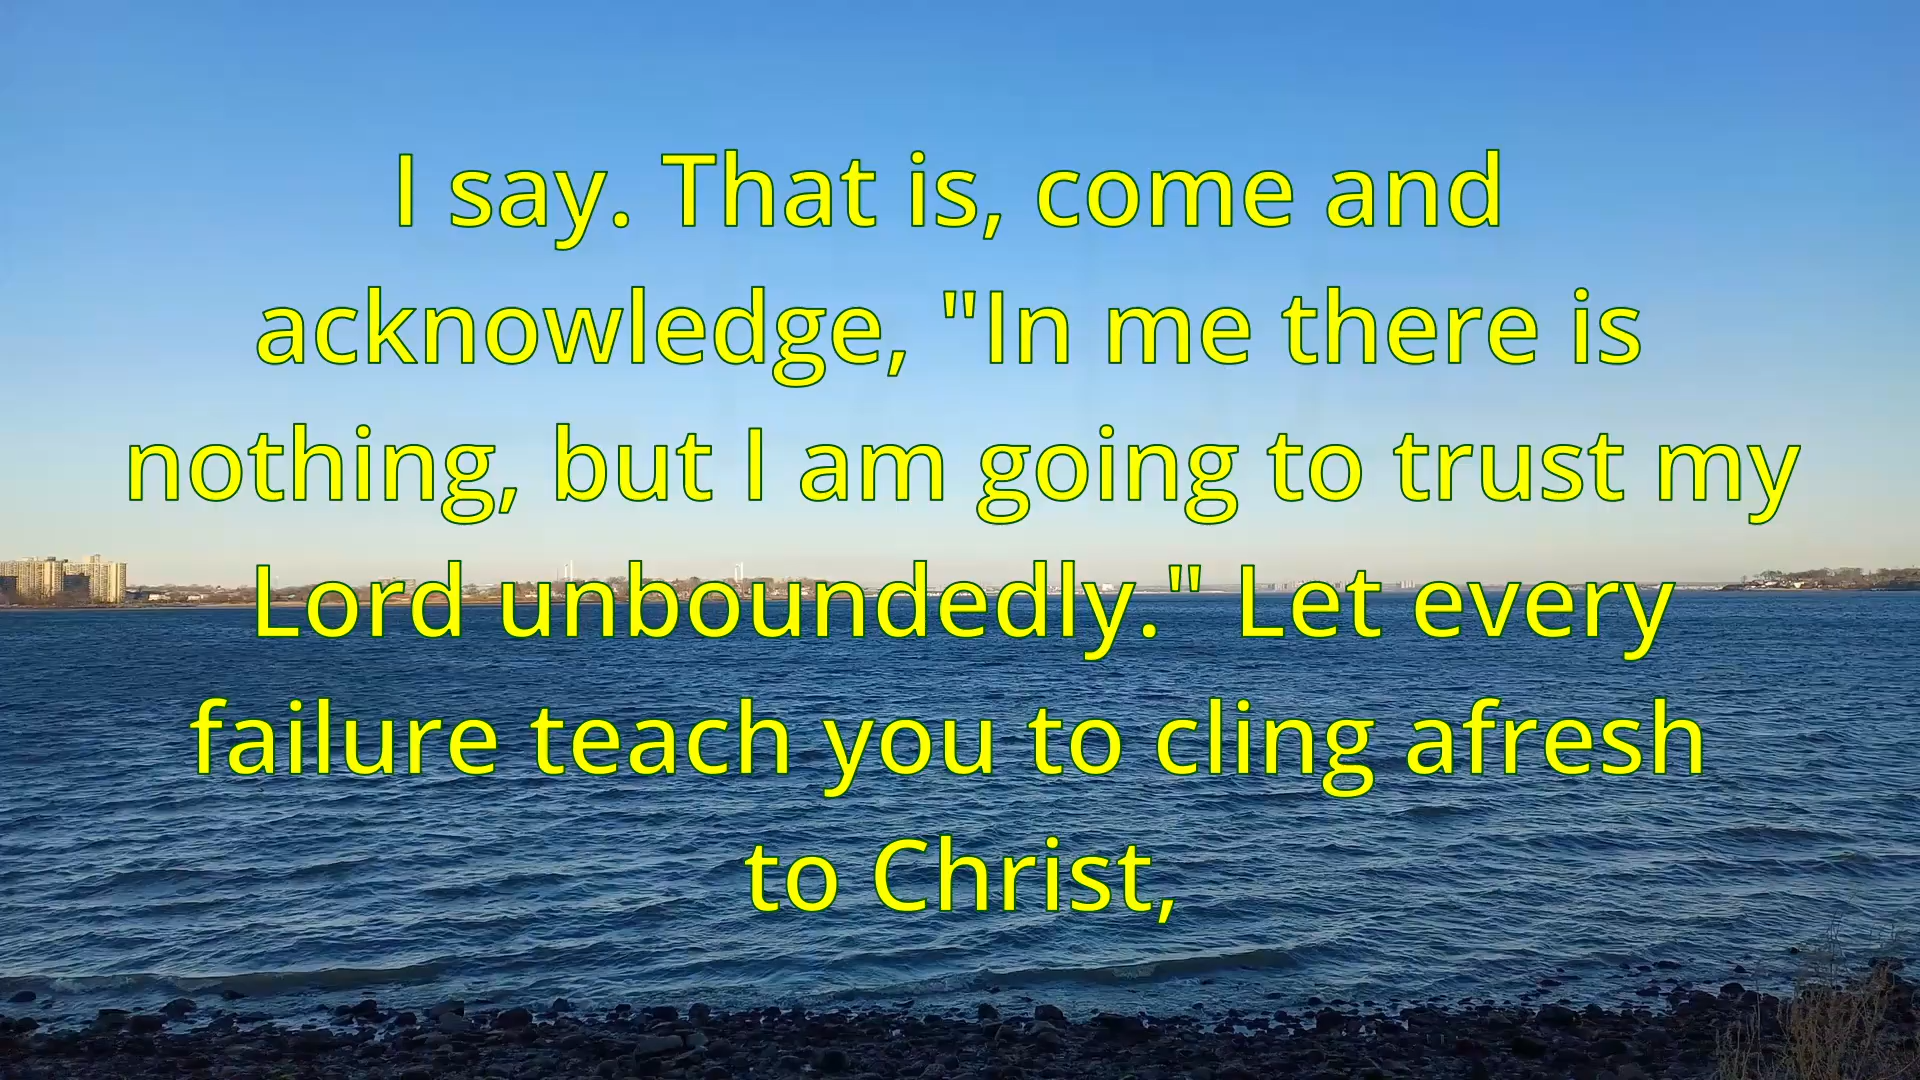 I say. That is, come and
acknowledge, "In me there is
nothing, but I am going to trust my
Lord unboundedly." Let every
failure teach you to cling afresh
to Christ,